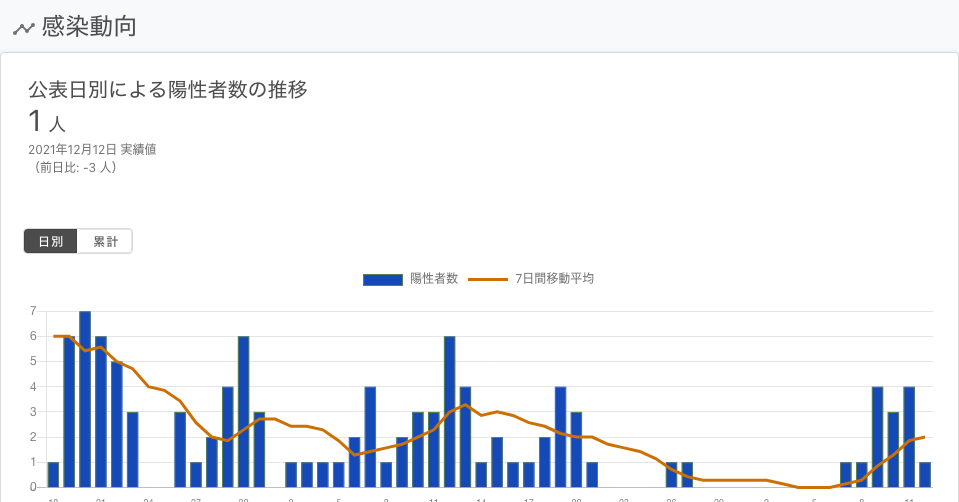 感染動向
公表日別による陽性者数の推移
1 人
2021年12月12日 実績値
（前日比: -3 人）
日別 累計
陽性者数 7日間移動平均
7
6
5
4
3
2
1
0